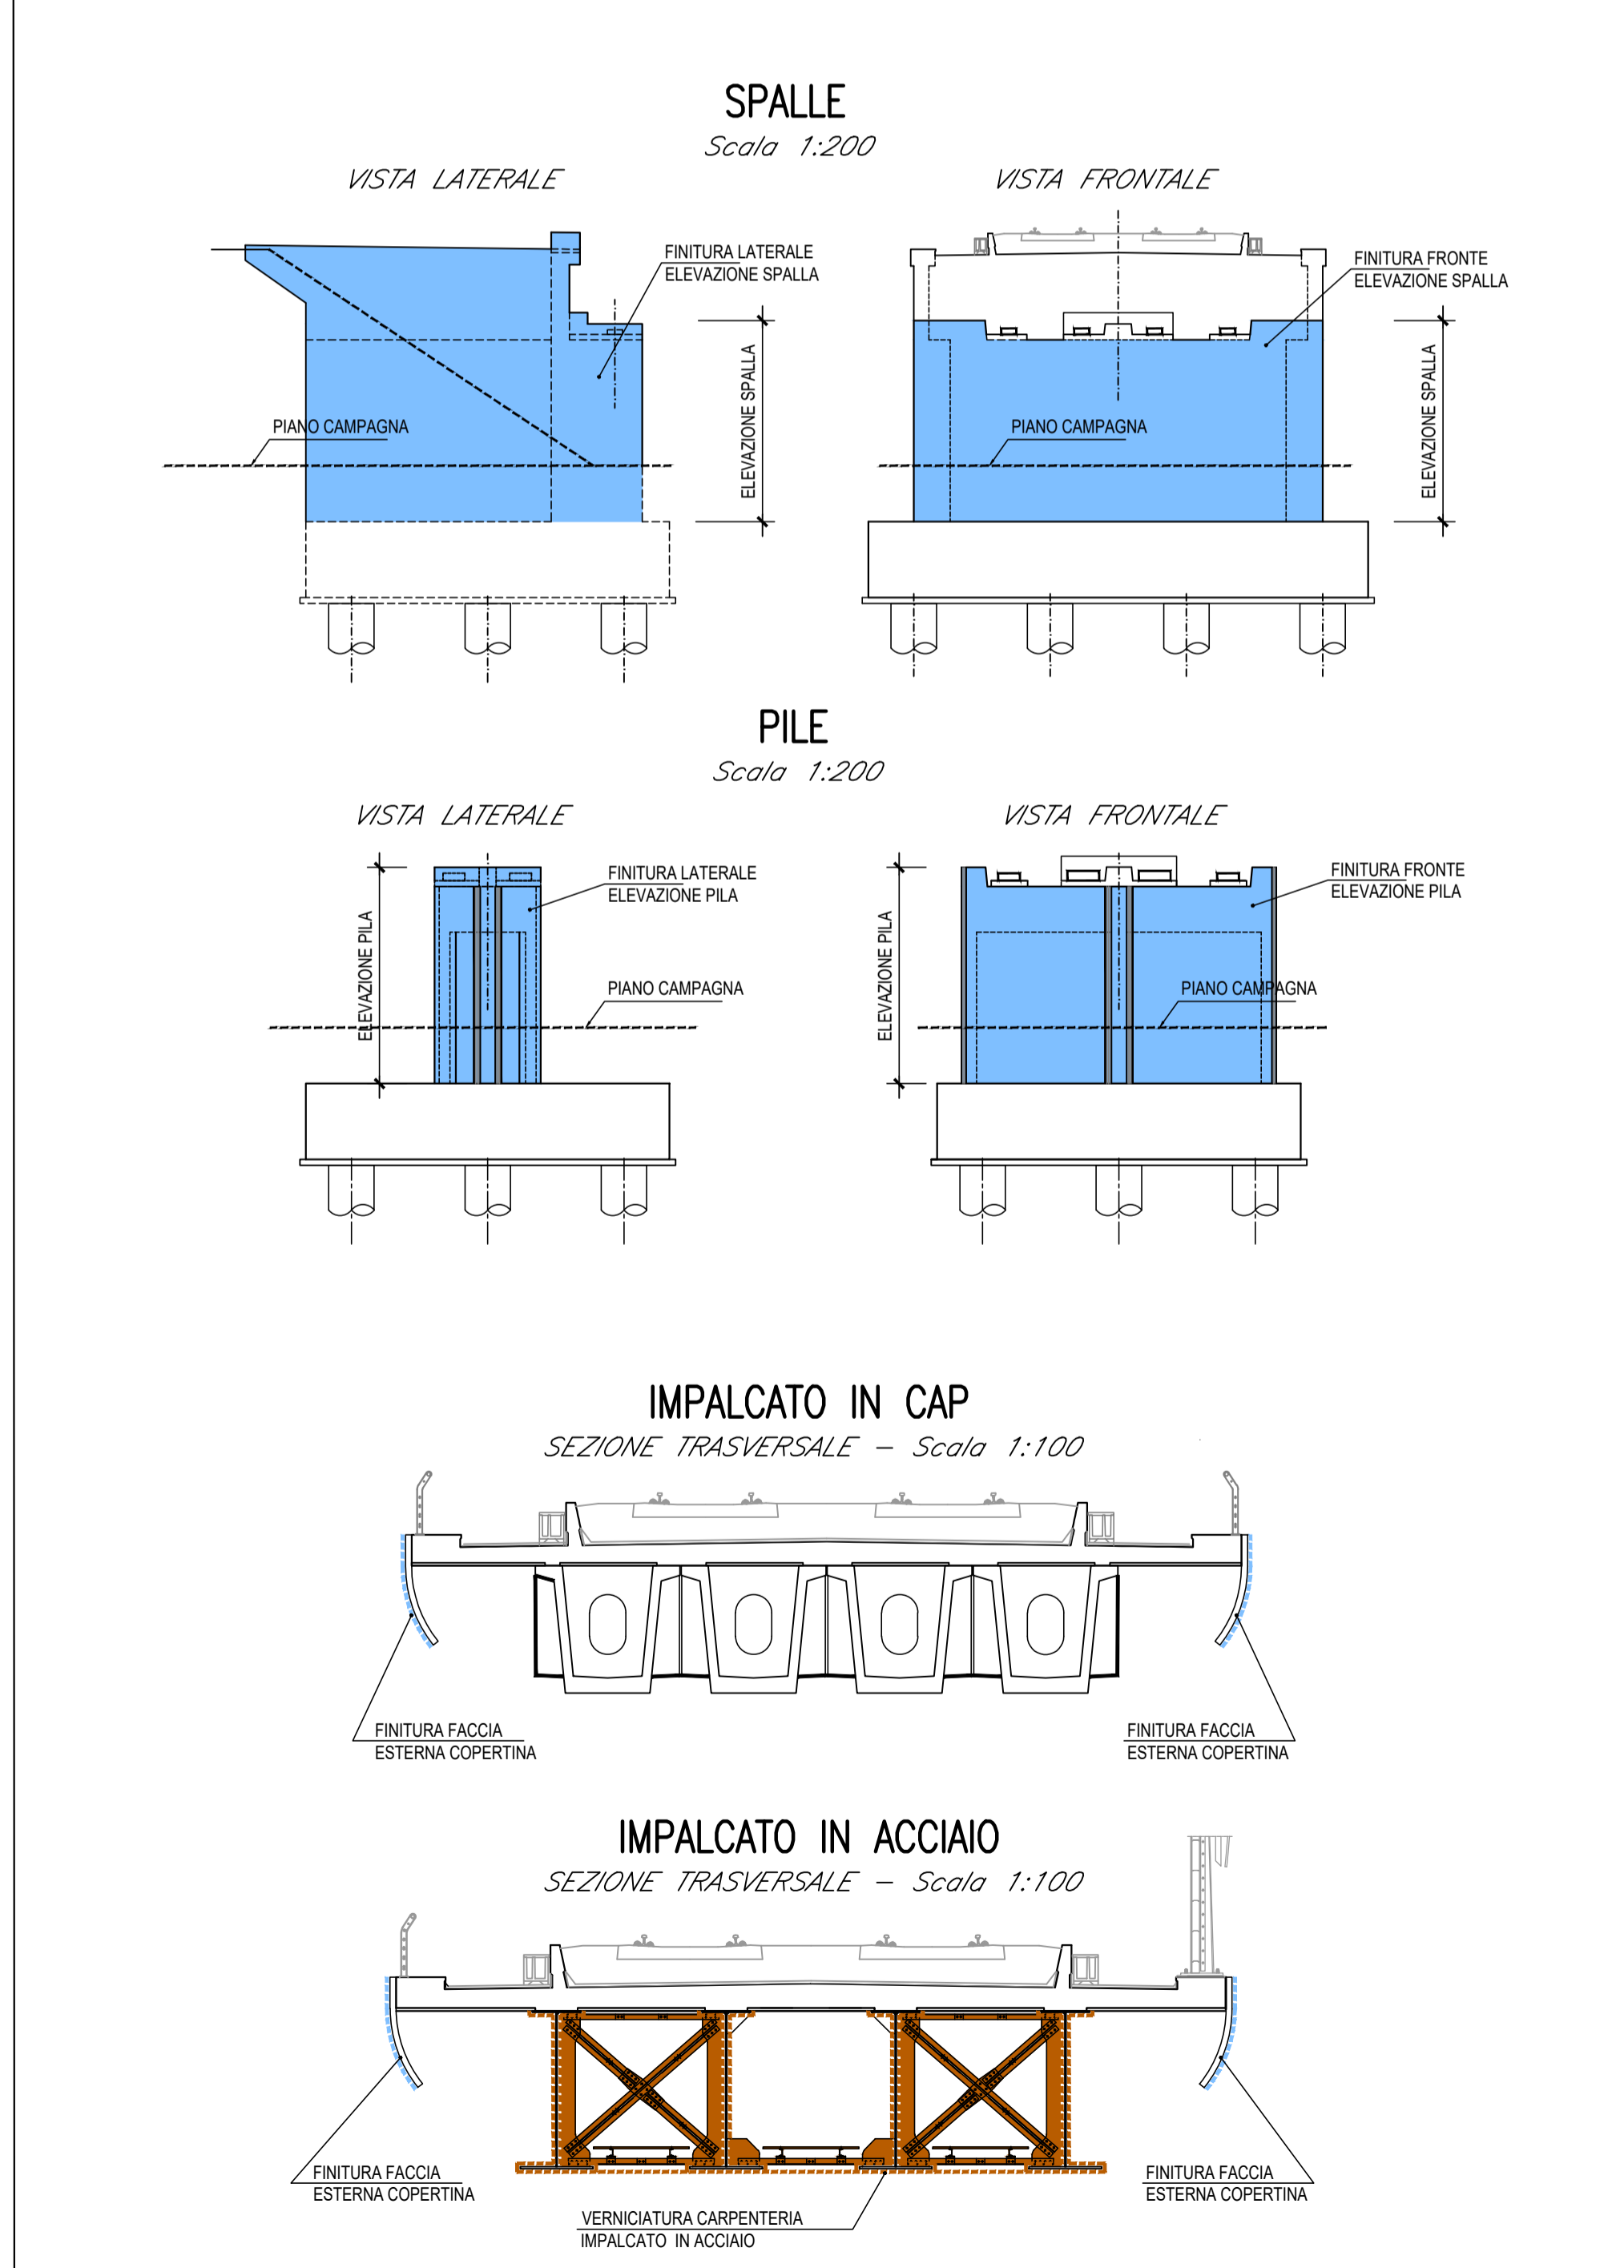 SPALLE
Scala 1:200
VISTA LATERALE
VISTA FRONTALE
FINITURA LATERALE
ELEVAZIONE SPALLA
FINITURA FRONTE
ELEVAZIONE SPALLA
ELEVAZIONE SPALLA
ELEVAZIONE SPALLA
PIANO CAMPAGNA
PIANO CAMPAGNA
PILE
Scala 1:200
VISTA LATERALE
VISTA FRONTALE
FINITURA LATERALE
ELEVAZIONE PILA
FINITURA FRONTE
ELEVAZIONE PILA
ELEVAZIONE PILA
ELEVAZIONE PILA
PIANO CAMPAGNA
PIANO CAMPAGNA
IMPALCATO IN CAP
SEZIONE TRASVERSALE – Scala 1:100
FINITURA FACCIA
ESTERNA COPERTINA
FINITURA FACCIA
ESTERNA COPERTINA
IMPALCATO IN ACCIAIO
SEZIONE TRASVERSALE – Scala 1:100
FINITURA FACCIA
ESTERNA COPERTINA
FINITURA FACCIA
ESTERNA COPERTINA
VERNICIATURA CARPENTERIA
IMPALCATO IN ACCIAIO